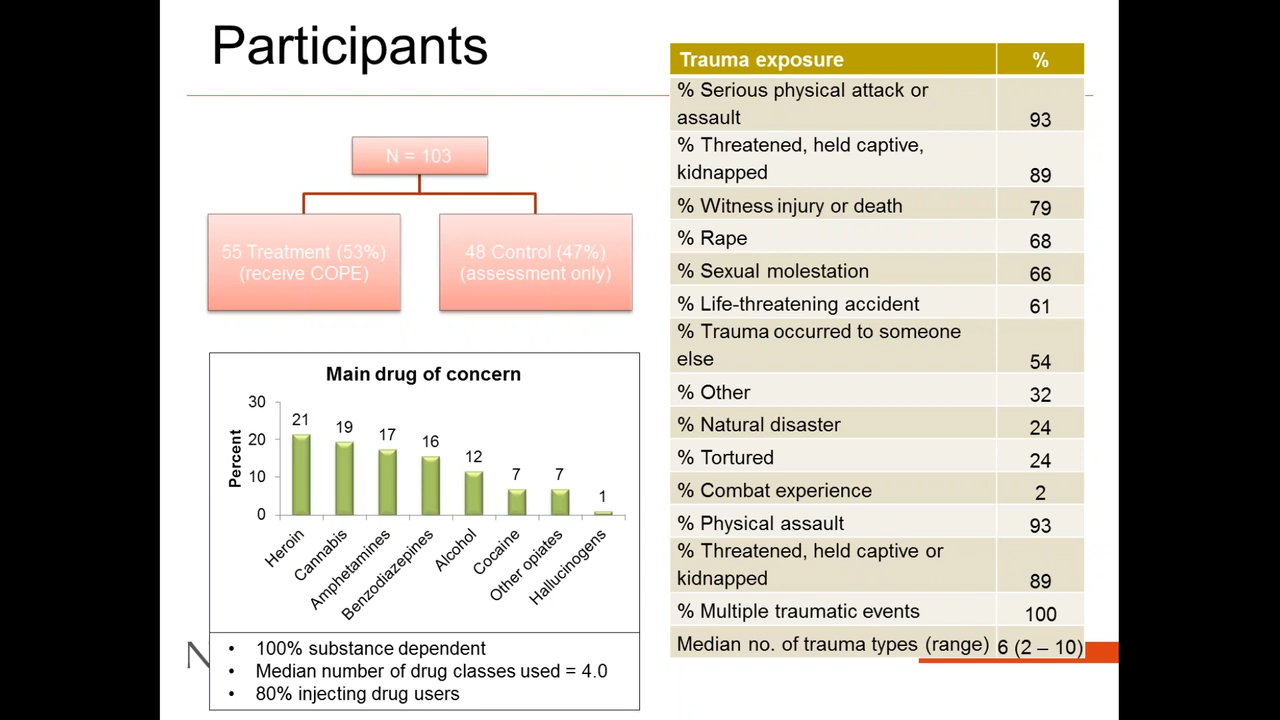 Participants
N = 103
55 Treatment (53%)
(receive COPE)
48 Control (47%)
(assessment only)
Main drug of concern
Percent
30
20
10
0
21
19
17
16
12
7
7
1
Heroin
Cannabis
Amphetamines
Benzodiazepines
Alcohol
Cocaine
Other opiates
Hallucinogens
• 100% substance dependent
• Median number of drug classes used = 4.0
• 80% injecting drug users
N
Trauma exposure %
% Serious physical attack or
assault 93
% Threatened, held captive,
kidnapped 89
% Witness injury or death 79
% Rape 68
% Sexual molestation 66
% Life-threatening accident 61
% Trauma occurred to someone
else 54
% Other 32
% Natural disaster 24
% Tortured 24
% Combat experience 2
% Physical assault 93
% Threatened, held captive or
kidnapped 89
% Multiple traumatic events 100
Median no. of trauma types (range) 6 (2 – 10)